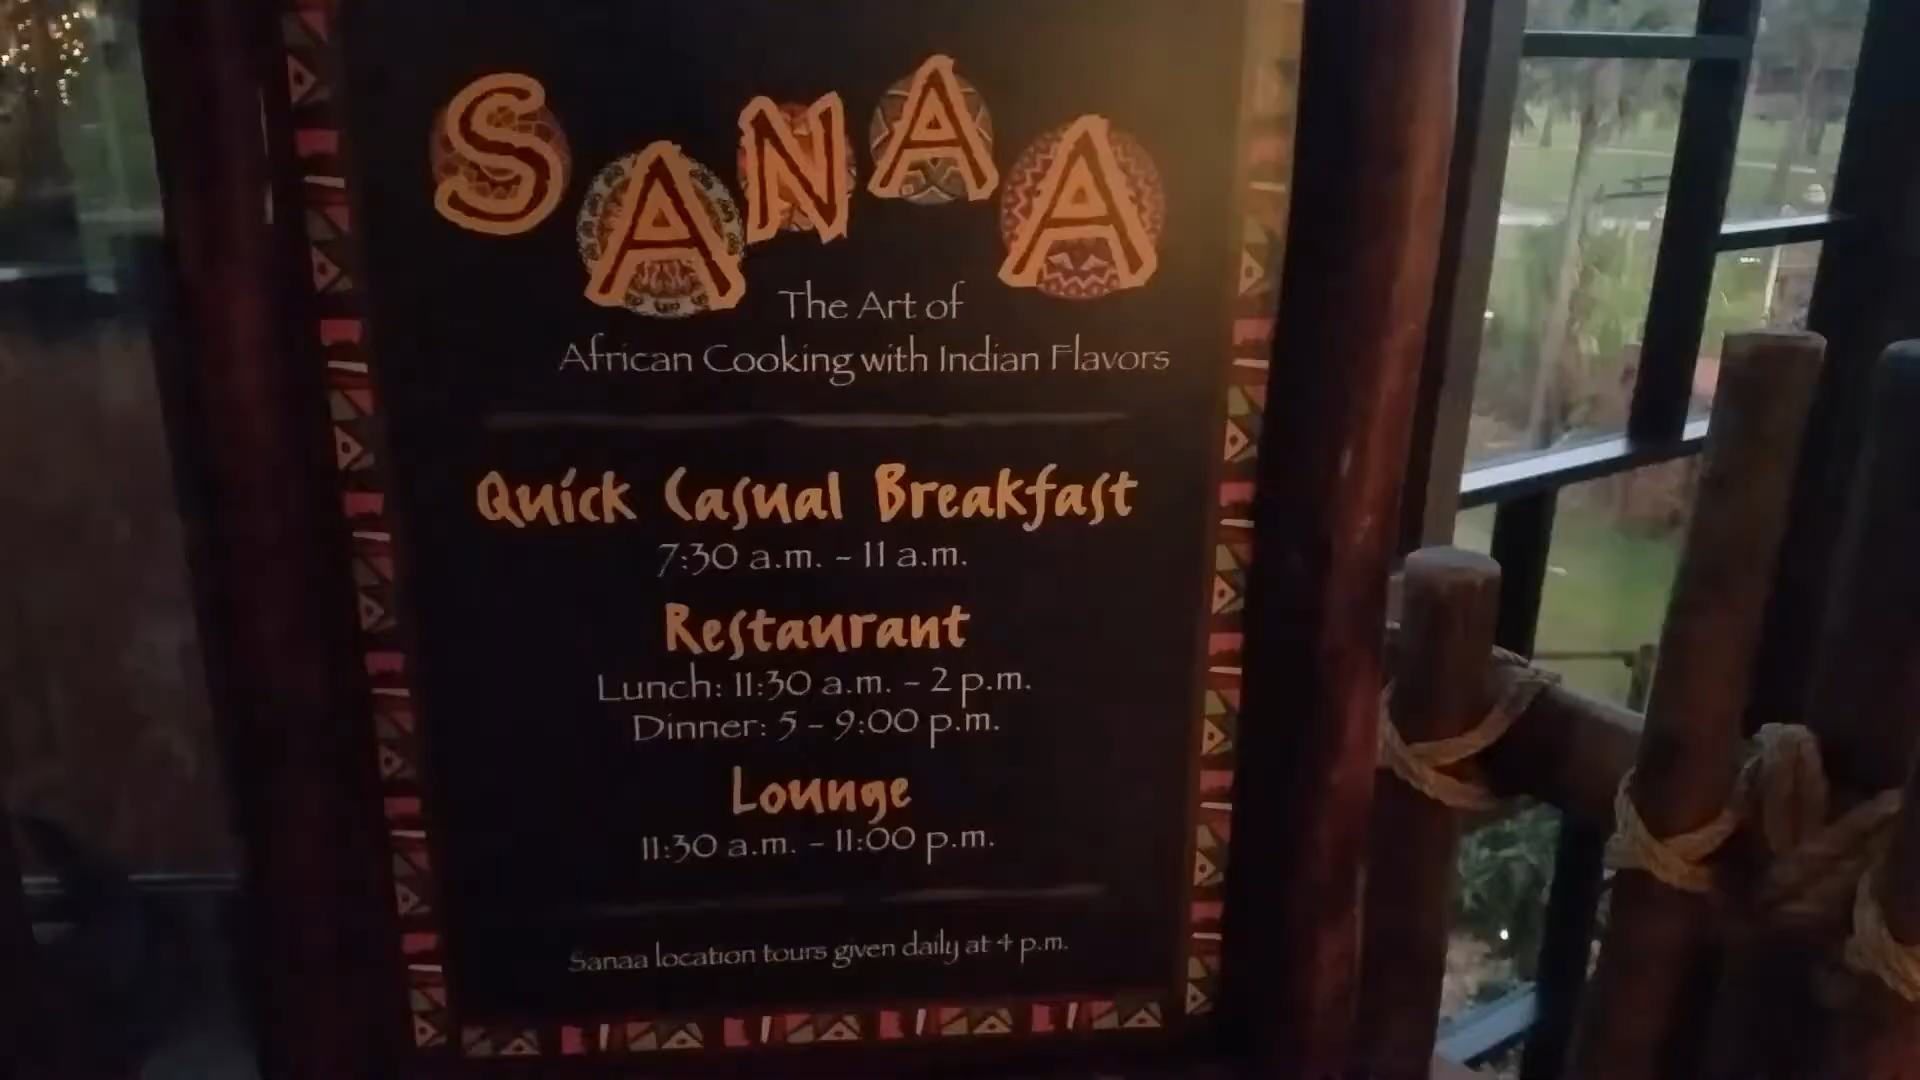 SANAA
The Art of
African Cooking with Indian Flavors
Quick Casual Breakfast
7:30 a.m. - 11 a.m.
Restaurant
Lunch: 11:30 a.m. - 2 p.m.
Dinner: 5 - 9:00 p.m.
Lounge
11:30 a.m. - 11:00 p.m.
Sanaa location tours given daily at 4 p.m.